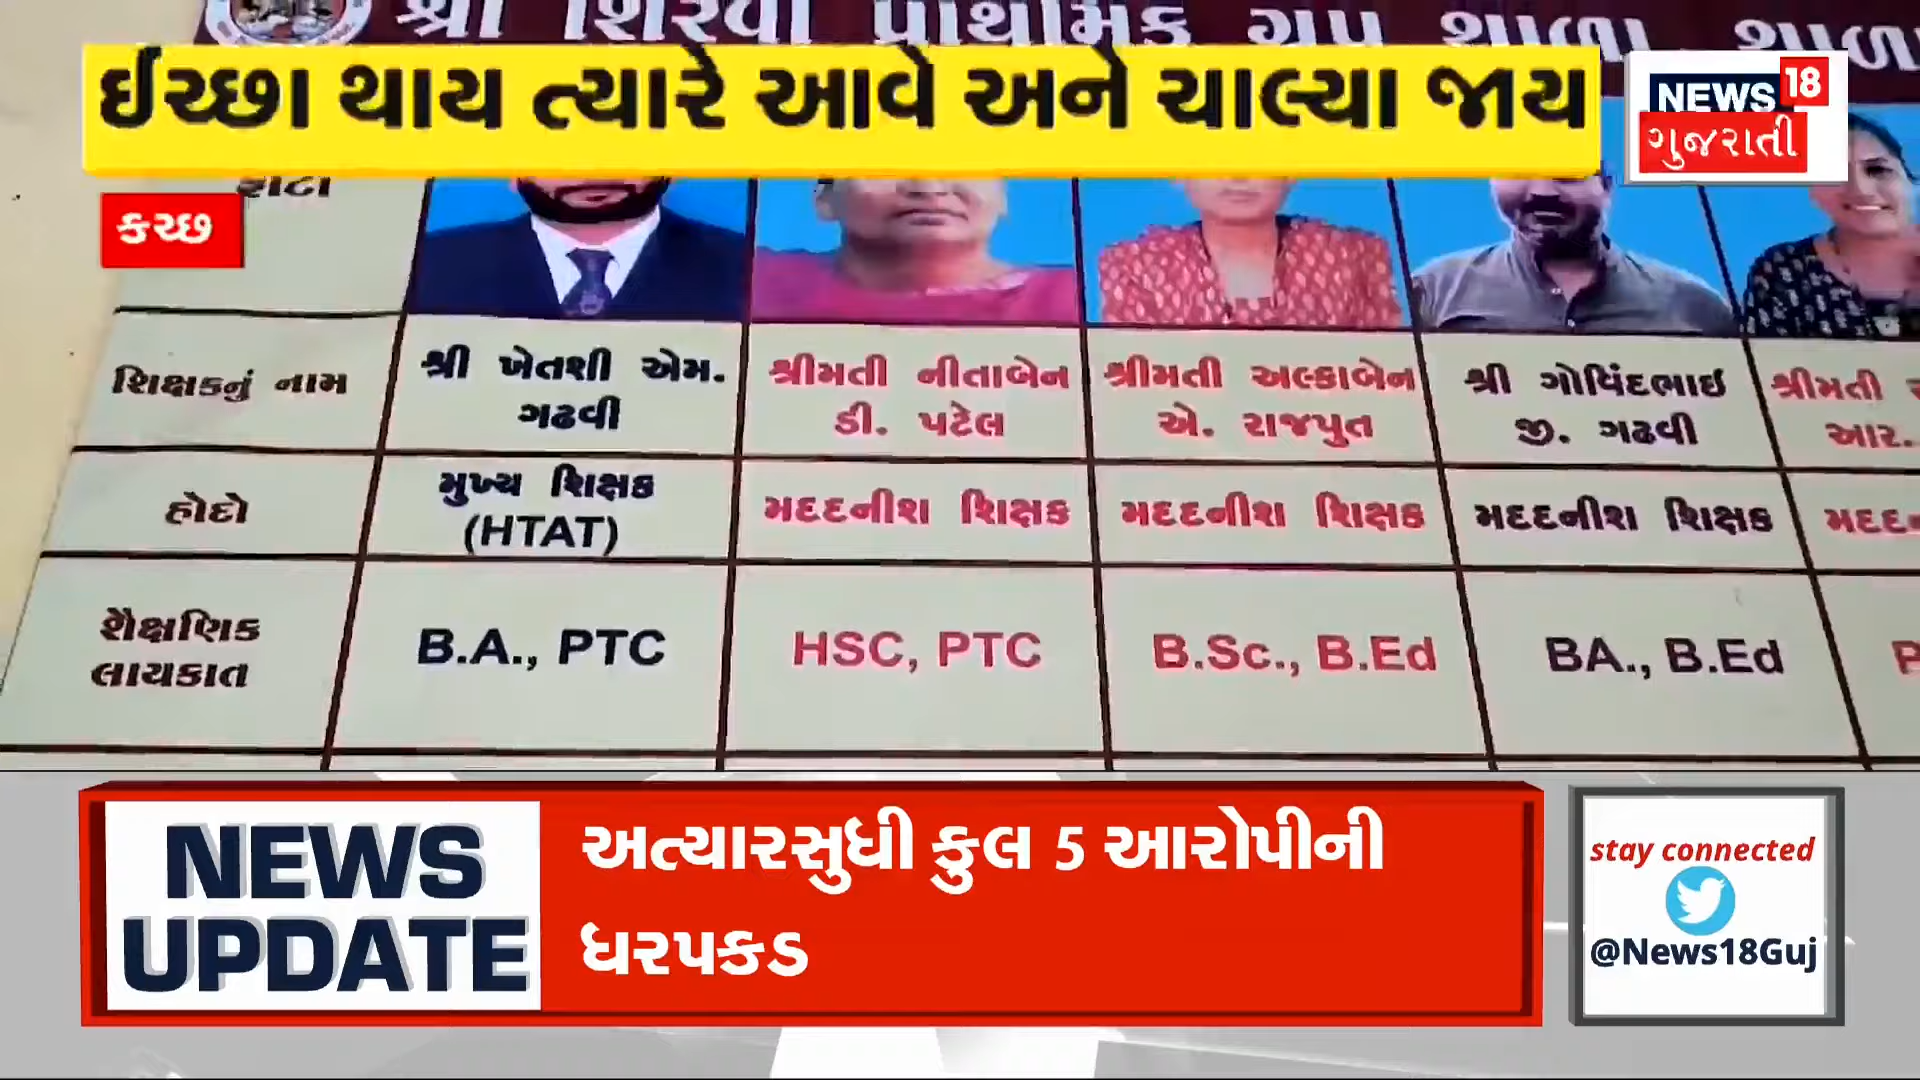 શ્રી શિરવા પ્રાથમિક ગ્રુપ શાળા
ઈચ્છા થાય ત્યારે આવે અને ચાલ્યા જાય
NEWS 18
ગુજરાતી
ફોટો
કચ્છ
શિક્ષકનું નામ
શ્રી ખેતશી એમ. ગઢવી
શ્રીમતી નીતાબેન ડી. પટેલ
શ્રીમતી અલ્કાબેન એ. રાજપુત
શ્રી ગોવિંદભાઈ જી. ગઢવી
શ્રીમતી
આર.
હોદ્દો
મુખ્ય શિક્ષક (HTAT)
મદદનીશ શિક્ષક
મદદનીશ શિક્ષક
મદદનીશ શિક્ષક
શૈક્ષણિક લાયકાત
B.A., PTC
HSC, PTC
B.Sc., B.Ed
BA., B.Ed
NEWS
UPDATE
અત્યારસુધી કુલ 5 આરોપીની
ધરપકડ
stay connected
@News18Guj